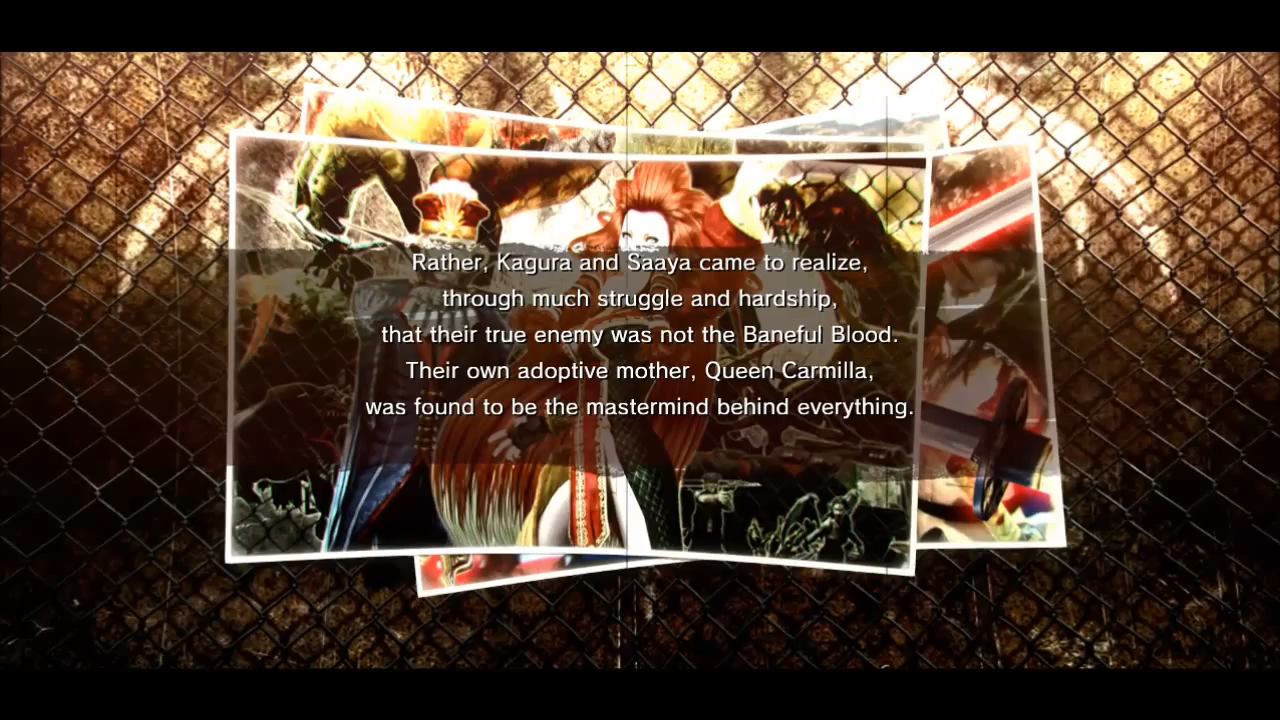 Rather, Kagura and Saaya came to realize,
through much struggle and hardship,
that their true enemy was not the Baneful Blood.
Their own adoptive mother, Queen Carmilla,
was found to be the mastermind behind everything.